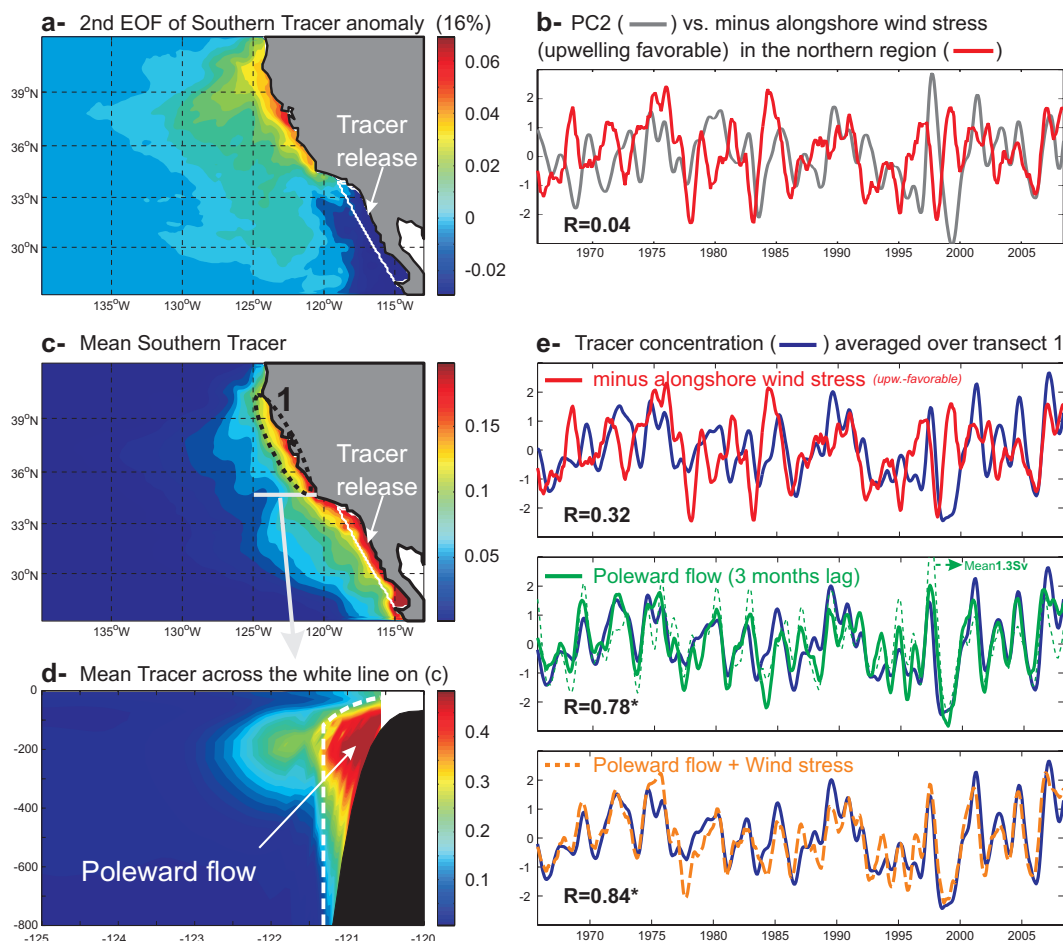 a- 2nd EOF of Southern Tracer anomaly (16%)
39°N
36°N
33°N
30°N
135°W
130°W
125°W
120°W
115°W
Tracer
release
0.06
0.04
0.02
0
-0.02
b- PC2 ( ) vs. minus alongshore wind stress
(upwelling favorable) in the northern region ( )
2
1
0
-1
-2
R=0.04
1970 1975 1980 1985 1990 1995 2000 2005
c- Mean Southern Tracer
39°N
36°N
33°N
30°N
135°W
130°W
125°W
120°W
115°W
1
Tracer
release
0.15
0.1
0.05
d- Mean Tracer across the white line on (c)
0
-200
-400
-600
-800
-125 -124 -123 -122 -121 -120
Poleward flow
0.4
0.3
0.2
0.1
e- Tracer concentration ( ) averaged over transect 1
minus alongshore wind stress (upw.-favorable)
2
1
0
-1
-2
R=0.32
Poleward flow (3 months lag)
Mean1.3Sv
2
1
0
-1
-2
R=0.78*
Poleward flow + Wind stress
2
1
0
-1
-2
R=0.84*
1970 1975 1980 1985 1990 1995 2000 2005